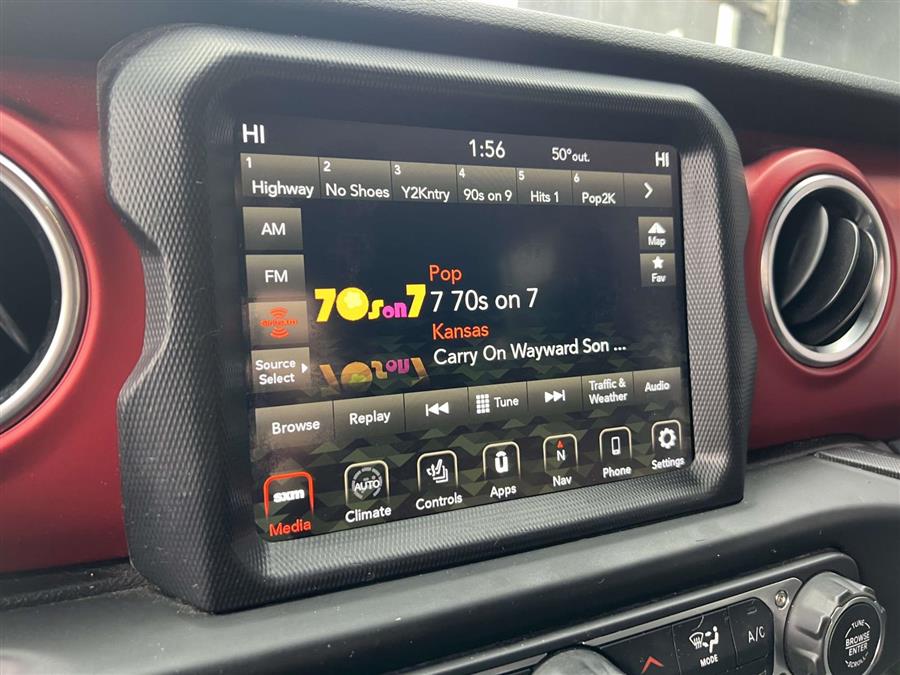 HI 1:56 50°out. HI
1 2 3 4 5 6
Highway No Shoes Y2Kntry 90s on 9 Hits 1 Pop2K
AM
Map
FM
Fav
Pop
70s on 7
7 70s on 7
Kansas
Carry On Wayward Son ...
Source
Select
Browse Replay Tune Traffic &
Weather Audio
sxm AUTO N
Media Climate Controls Apps Nav Phone Settings
MODE A/C
TUNE
BROWSE
ENTER
SCROLL